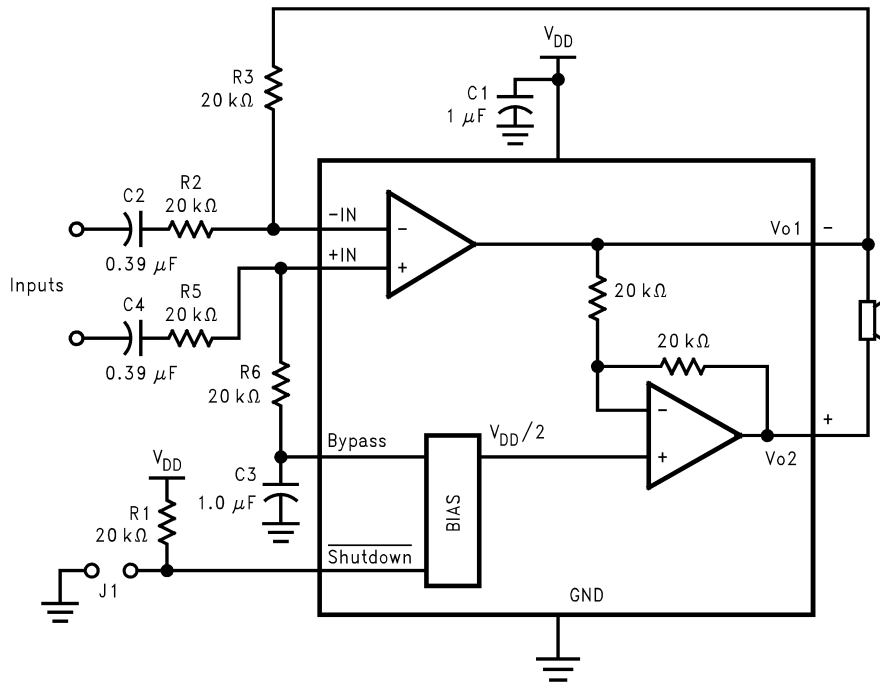 V_DD
R3
20 kΩ
C1
1 μF
C2
R2
20 kΩ
0.39 μF
-IN
+IN
-
+
Vo1
-
Inputs
C4
R5
20 kΩ
0.39 μF
20 kΩ
20 kΩ
R6
20 kΩ
-
+
+
Vo2
Bypass
V_DD/2
BIAS
C3
1.0 μF
V_DD
R1
20 kΩ
Shutdown
J1
GND